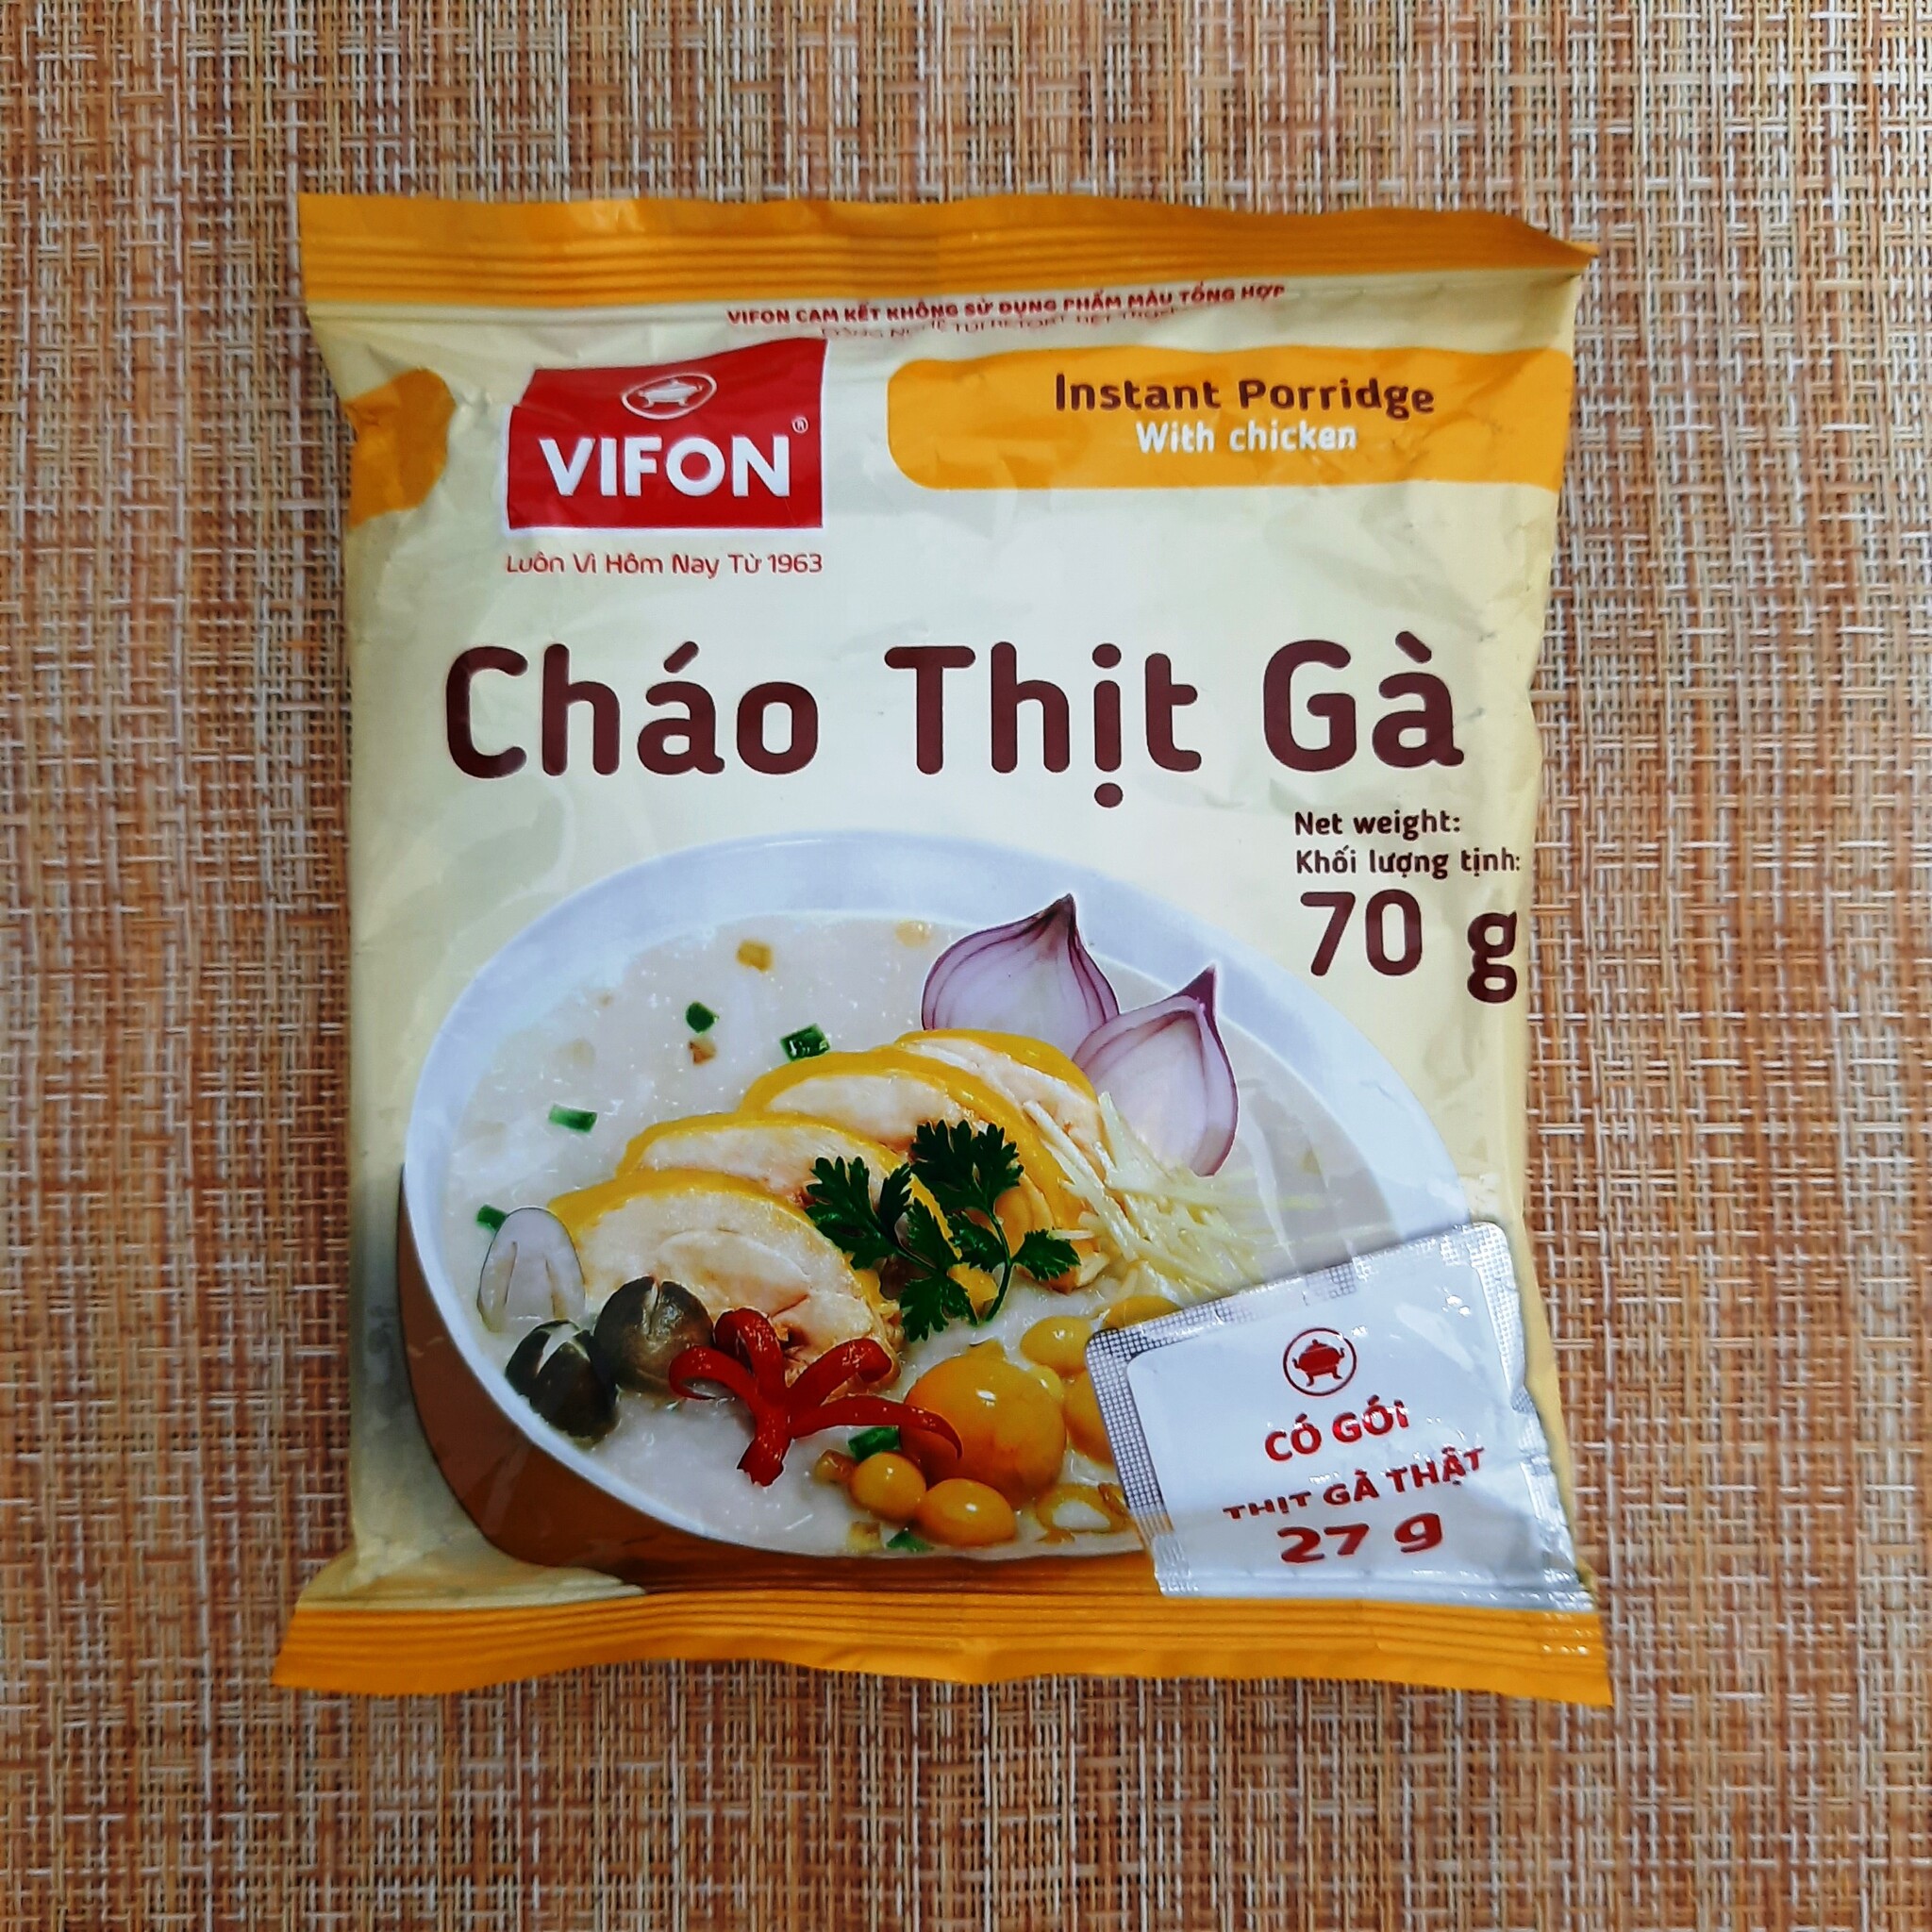 VIFON CAM KẾT KHÔNG SỬ DỤNG PHẨM MÀU TỔNG HỢP
VIFON®
Luôn Vì Hôm Nay Từ 1963
Instant Porridge
With chicken
Cháo Thịt Gà
Net weight:
Khối lượng tịnh:
70 g
CÓ GÓI
THỊT GÀ THẬT
27 g